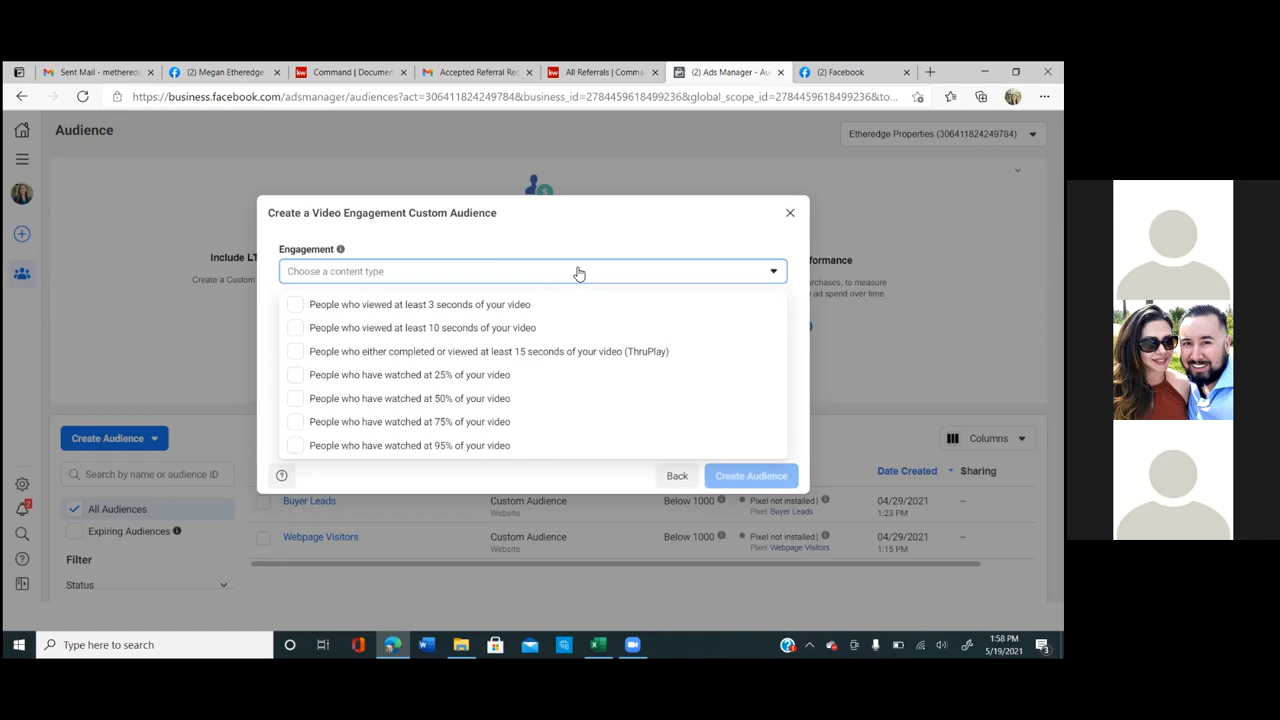 Sent Mail - methered
(2) Megan Etheredge
Command | Documen
Accepted Referral Re
All Referrals | Comma
(2) Ads Manager - Au
(2) Facebook
https://business.facebook.com/adsmanager/audiences?act=306411824249784&business_id=2784459618499236&global_scope_id=2784459618499236&to...
Audience
Etheredge Properties (306411824249784)
Create a Video Engagement Custom Audience
Engagement
Include LT
formance
Choose a content type
Create a Custom
rchases, to measure
ad spend over time.
People who viewed at least 3 seconds of your video
People who viewed at least 10 seconds of your video
People who either completed or viewed at least 15 seconds of your video (ThruPlay)
People who have watched at 25% of your video
People who have watched at 50% of your video
People who have watched at 75% of your video
People who have watched at 95% of your video
Create Audience
Columns
Search by name or audience ID
Back
Create Audience
Date Created
Sharing
All Audiences
Buyer Leads
Custom Audience
Website
Below 1000
Pixel not installed |
Pixel: Buyer Leads
04/29/2021
1:23 PM
--
Expiring Audiences
Webpage Visitors
Custom Audience
Website
Below 1000
Pixel not installed |
Pixel: Webpage Visitors
04/29/2021
1:15 PM
--
Filter
Status
Type here to search
1:58 PM
5/19/2021
3